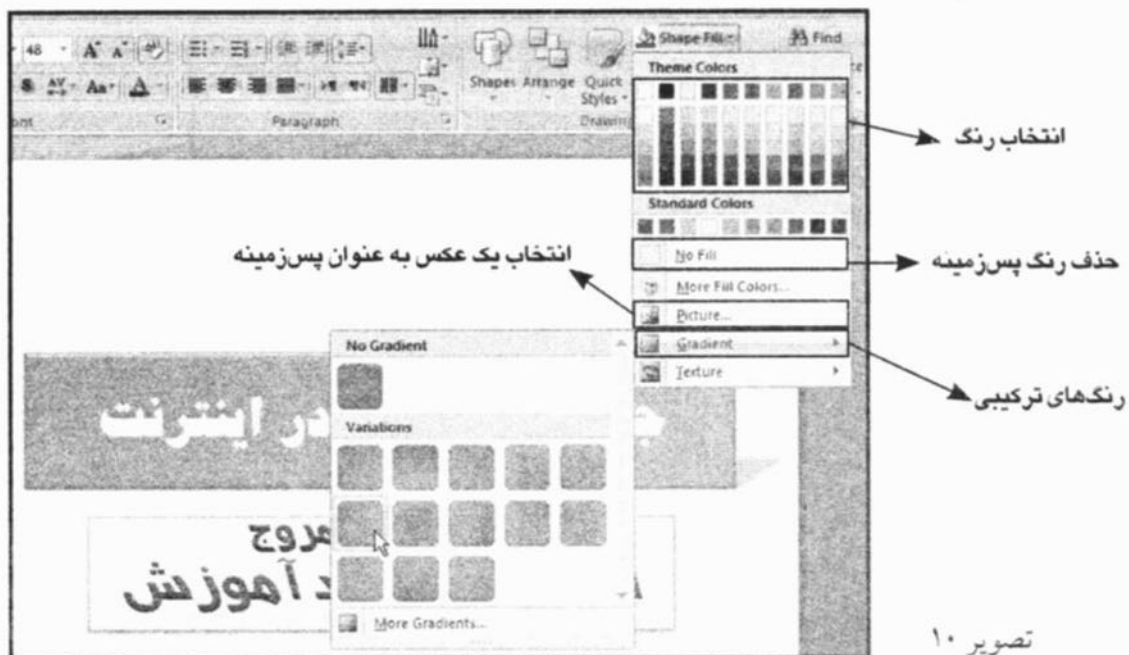 48
Shape Fill
Find
Aa
Shapes
Arrange
Quick Styles
Paragraph
Theme Colors
انتخاب رنگ
Standard Colors
No Fill
حذف رنگ پس‌زمینه
انتخاب یک عکس به عنوان پس‌زمینه
More Fill Colors...
Picture...
Gradient
رنگ‌های ترکیبی
Texture
No Gradient
Variations
در اینترنت
آموزش
More Gradients...
تصویر ۱۰